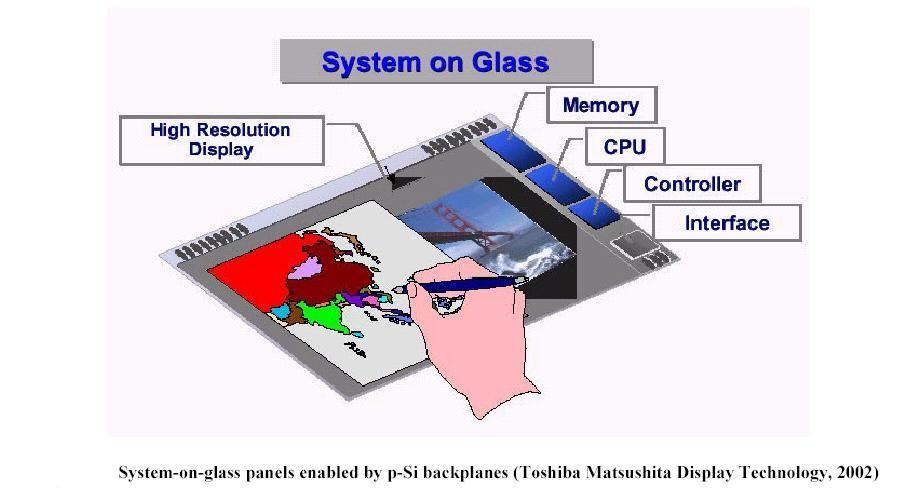 System on Glass
Memory
High Resolution
Display
CPU
Controller
Interface
System-on-glass panels enabled by p-Si backplanes (Toshiba Matsushita Display Technology, 2002)